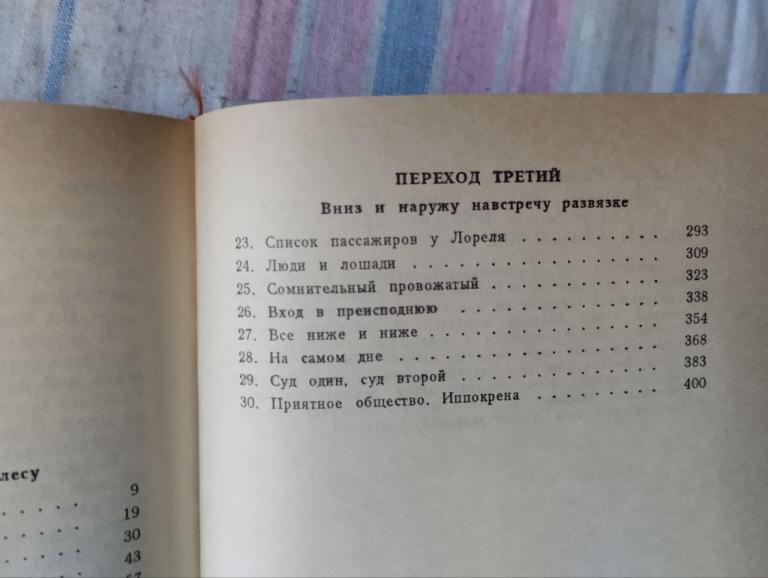 лесу
9
19
30
43
ПЕРЕХОД ТРЕТИЙ
Вниз и наружу навстречу развязке
23. Список пассажиров у Лореля . . . . . . . . . . 293
24. Люди и лошади . . . . . . . . . . . . . . . . 309
25. Сомнительный провожатый . . . . . . . . . . . 323
26. Вход в преисподнюю . . . . . . . . . . . . . 338
27. Все ниже и ниже . . . . . . . . . . . . . . . 354
28. На самом дне . . . . . . . . . . . . . . . . 368
29. Суд один, суд второй . . . . . . . . . . . . . 383
30. Приятное общество. Иппокрена . . . . . . . . . 400